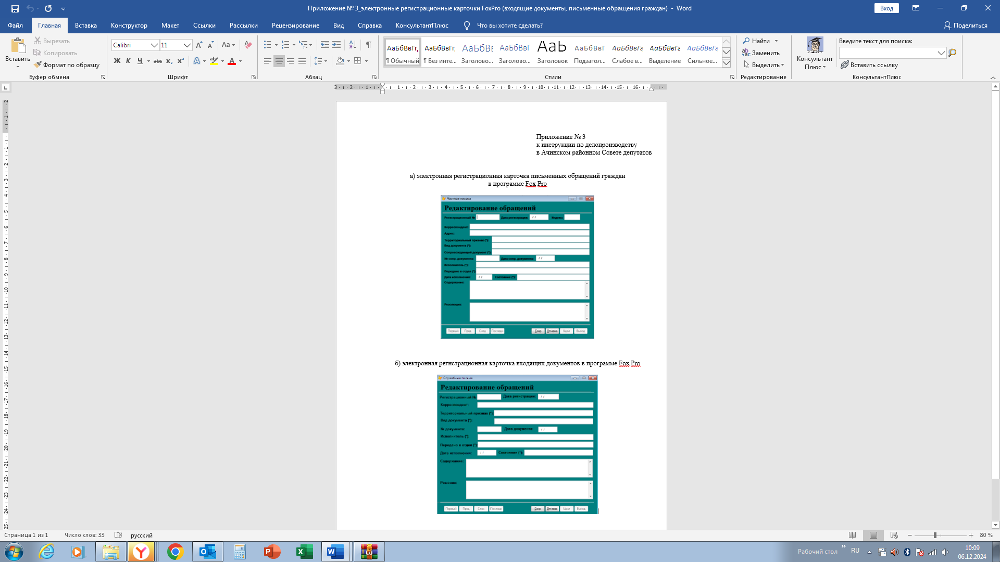 Приложение № 3_электронные регистрационные карточки FoxPro (входящие документы, письменные обращения граждан) - Word
Вход
Файл Главная Вставка Конструктор Макет Ссылки Рассылки Рецензирование Вид Справка КонсультантПлюс Что вы хотите сделать? Поделиться
Вставить
Вырезать
Копировать
Формат по образцу
Буфер обмена
Calibri 11
Ж К Ч abc x₂ x²
Шрифт
Абзац
АаБбВвГг, АаБбВвГг, АаБбВв АаБбВвГ АаБ АаБбВвГ АаБбВвГг АаБбВвГг АаБбВвГг
¶ Обычный ¶ Без инте... Заголово... Заголово... Заголовок Подзагол... Слабое в... Выделение Сильное...
Стили
Найти
Заменить
Выделить
Редактирование
Консультант Плюс
Введите текст для поиска:
Вставить ссылку
КонсультантПлюс
3 2 1 1 2 3 4 5 6 7 8 9 10 11 12 13 14 15 16
Приложение № 3
к инструкции по делопроизводству
в Ачинском районном Совете депутатов
а) электронная регистрационная карточка письменных обращений граждан
в программе Fox Pro
Частные письма
Редактирование обращений
Регистрационный №: Дата регистрации: / / Индекс:
Корреспондент:
Адрес:
Территориальный признак (*):
Вид документа (*):
Сопровождающий документ (*):
№ сопр. документа: Дата сопр. документа: / /
Исполнитель (*):
Передано в отдел (*):
Дата исполнения: / / Состояние (*):
Содержание:
Резолюция:
Первый Пред След Последн Сохр Отмена Удал Выход
б) электронная регистрационная карточка входящих документов в программе Fox Pro
Служебные письма
Редактирование обращений
Регистрационный №: Дата регистрации: / /
Корреспондент:
Территориальный признак (*):
Вид документа (*):
№ документа: Дата документа: / /
Исполнитель (*):
Передано в отдел (*):
Дата исполнения: / / Состояние (*):
Содержание:
Решение:
Первый Пред След Последн Сохр Отмена Удал Выход
Страница 1 из 1 Число слов: 33 русский 80 %
Рабочий стол RU 10:09
06.12.2024